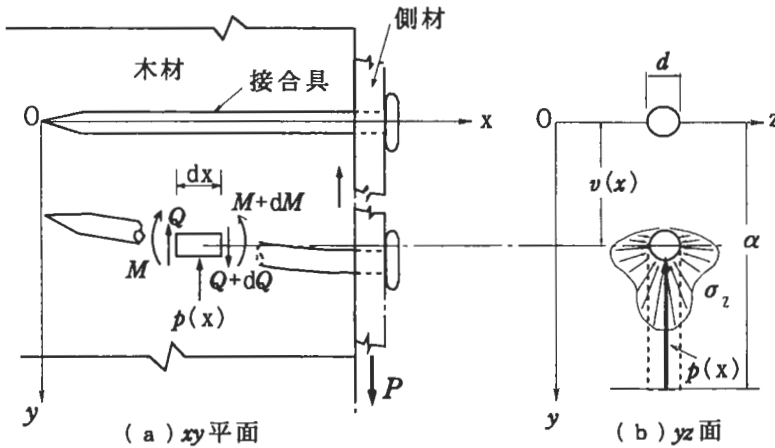 側材
木材
接合具
O
x
dx
M+dM
Q
M
Q+dQ
p(x)
P
y
(a) xy平面
d
O
z
v(x)
α
σz
p(x)
y
(b) yz面